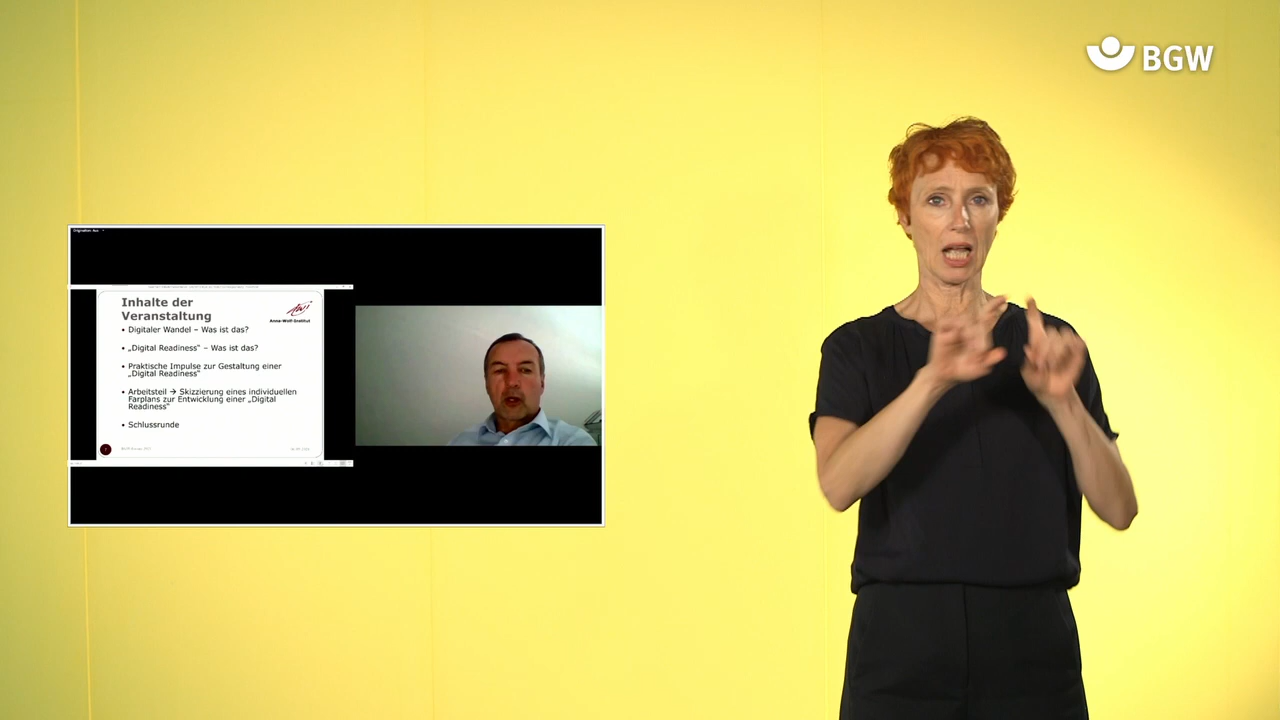 BGW
Inhalte der
Veranstaltung
Anna-Wolf-Institut
• Digitaler Wandel – Was ist das?
• „Digital Readiness“ – Was ist das?
• Praktische Impulse zur Gestaltung einer
„Digital Readiness“
• Arbeitsteil → Skizzierung eines individuellen
Farplans zur Entwicklung einer „Digital
Readiness“
• Schlussrunde